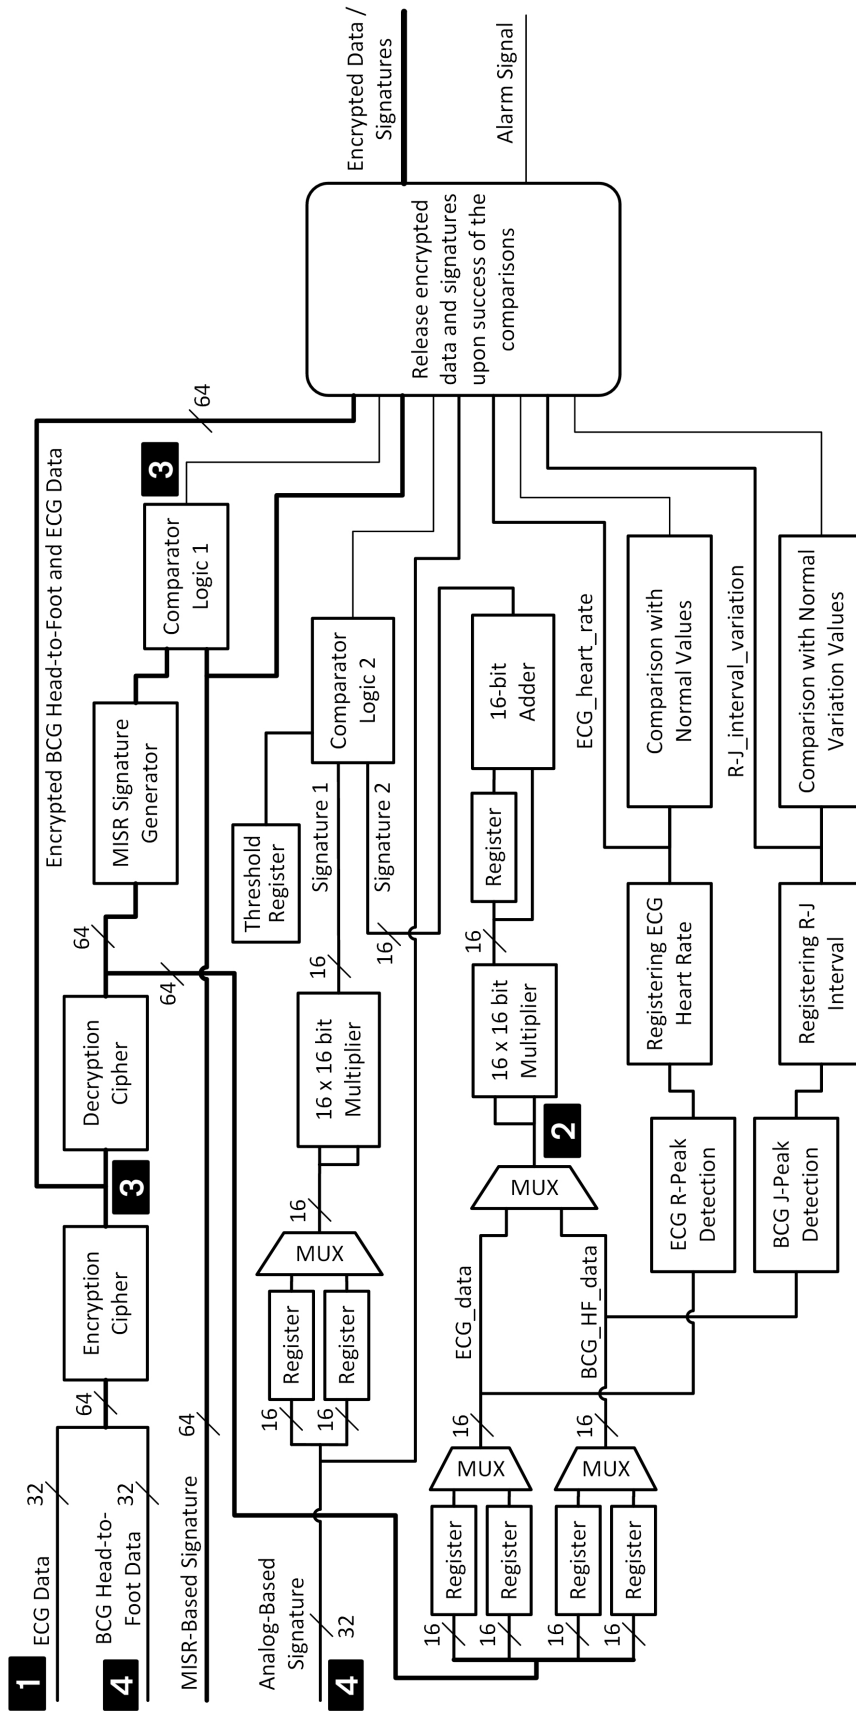 1
ECG Data
32
4
BCG Head-to-
Foot Data
32
64
Encryption
Cipher
3
Decryption
Cipher
64
64
MISR Signature
Generator
Encrypted BCG Head-to-Foot and ECG Data
Comparator
Logic 1
3
64
MISR-Based Signature
64
Analog-Based
Signature
4
32
16
16
Register
Register
MUX
16
16 x 16 bit
Multiplier
16
Signature 1
Signature 2
16
Threshold
Register
Comparator
Logic 2
16
16
16
16
Register
Register
Register
Register
MUX
MUX
16
16
ECG_data
BCG_HF_data
MUX
2
16 x 16 bit
Multiplier
16
Register
16-bit
Adder
ECG R-Peak
Detection
Registering ECG
Heart Rate
ECG_heart_rate
Comparison with
Normal Values
BCG J-Peak
Detection
Registering R-J
Interval
R-J_interval_variation
Comparison with Normal
Variation Values
Release encrypted
data and signatures
upon success of the
comparisons
Encrypted Data /
Signatures
Alarm Signal